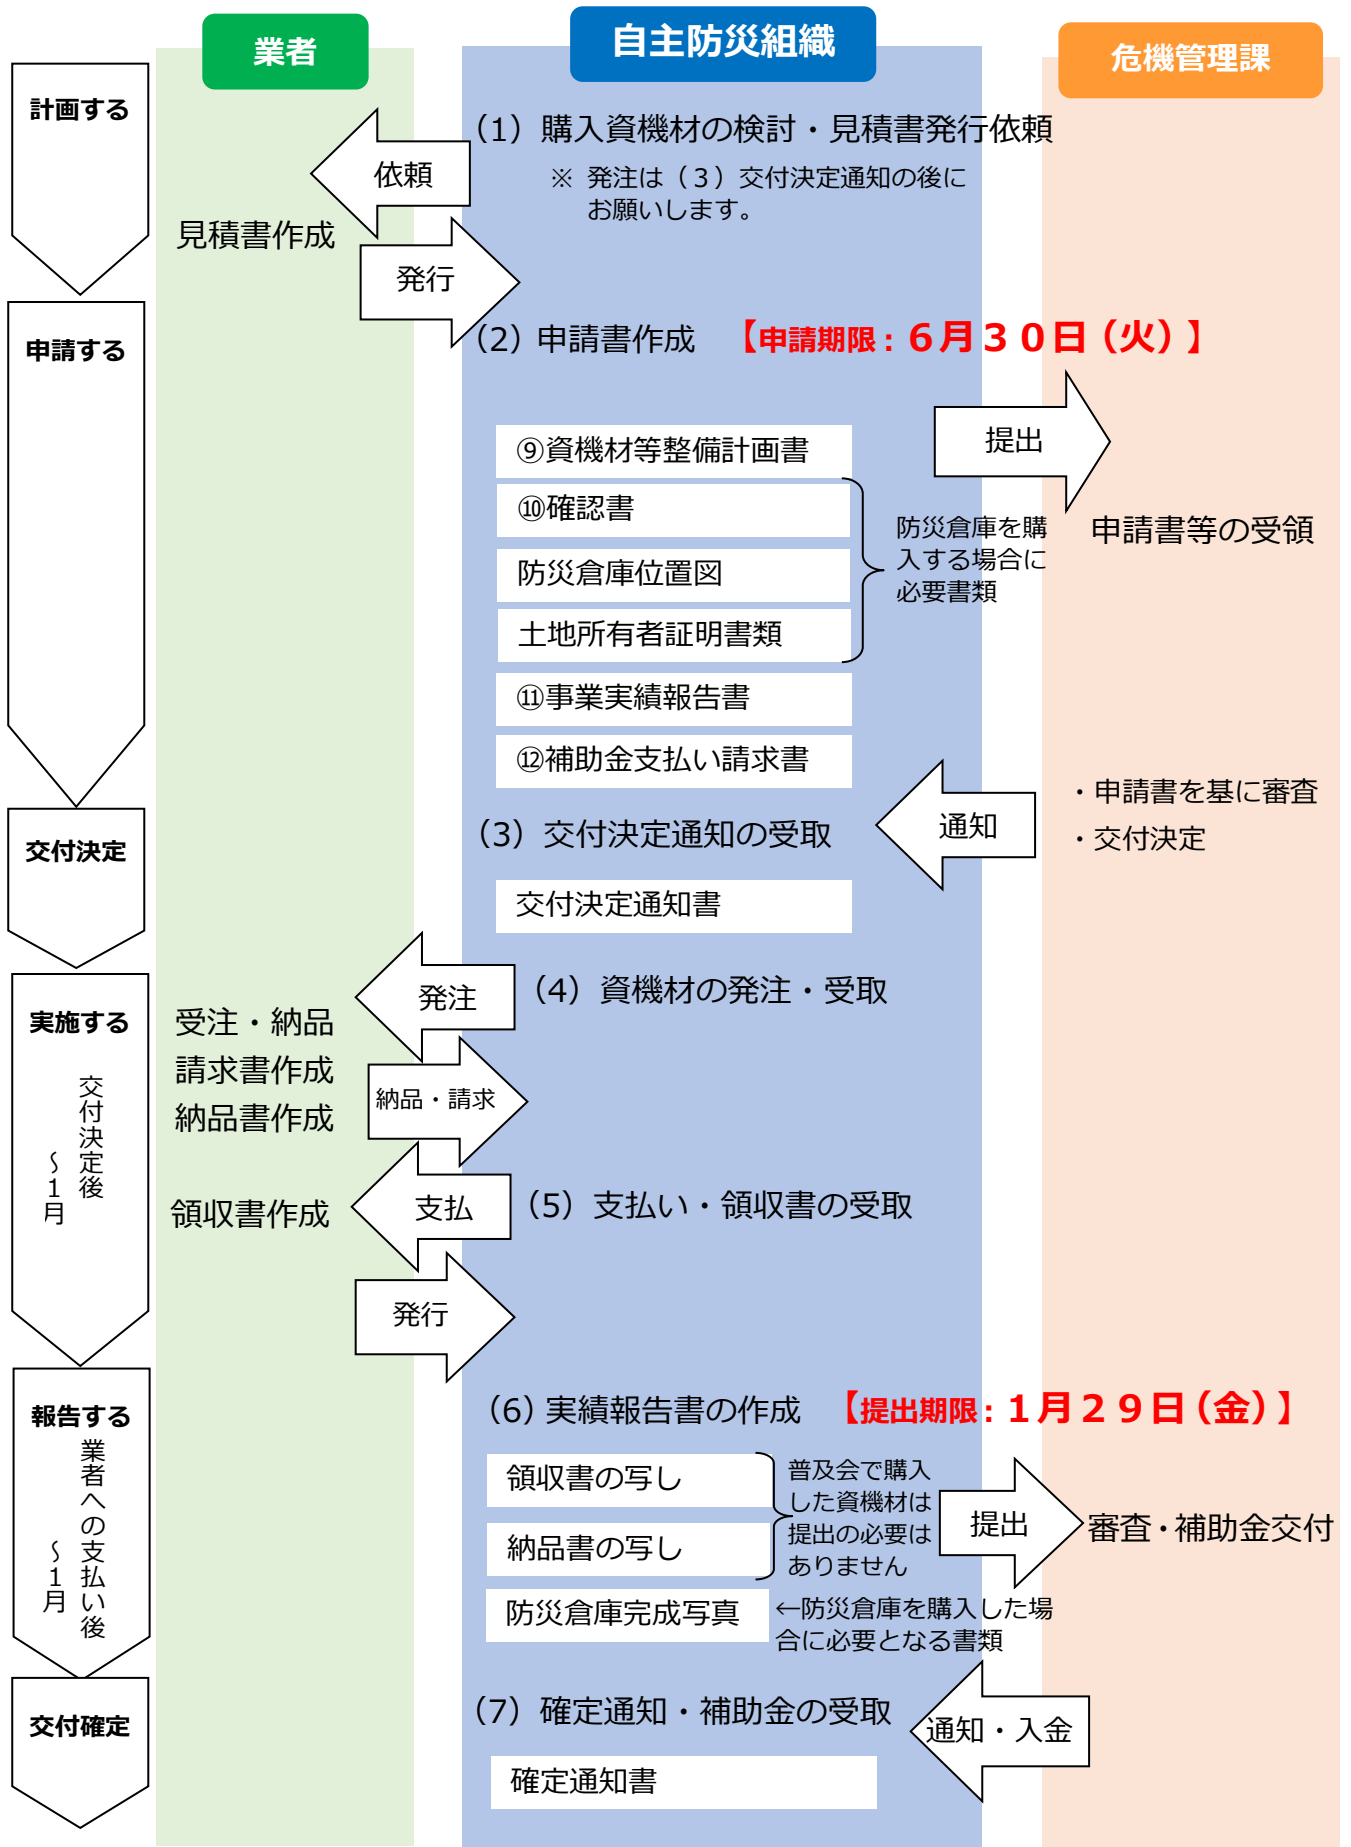 業者
自主防災組織
危機管理課
計画する
(1) 購入資機材の検討・見積書発行依頼
依頼
※ 発注は(３)交付決定通知の後に
お願いします。
見積書作成
発行
申請する
(2) 申請書作成 【申請期限：６月３０日（火）】
提出
⑨資機材等整備計画書
⑩確認書
防災倉庫位置図
土地所有者証明書類
防災倉庫を購
入する場合に
必要書類
申請書等の受領
⑪事業実績報告書
⑫補助金支払い請求書
・申請書を基に審査
・交付決定
通知
交付決定
(3) 交付決定通知の受取
交付決定通知書
実施する
交付決定後
～1月
発注
(4) 資機材の発注・受取
受注・納品
請求書作成
納品書作成
納品・請求
支払
(5) 支払い・領収書の受取
領収書作成
発行
報告する
業者への支払い後
～1月
(6) 実績報告書の作成 【提出期限：１月２９日（金）】
領収書の写し
納品書の写し
普及会で購入
した資機材は
提出の必要は
ありません
提出
審査・補助金交付
防災倉庫完成写真
←防災倉庫を購入した場
合に必要となる書類
交付確定
(7) 確定通知・補助金の受取
通知・入金
確定通知書